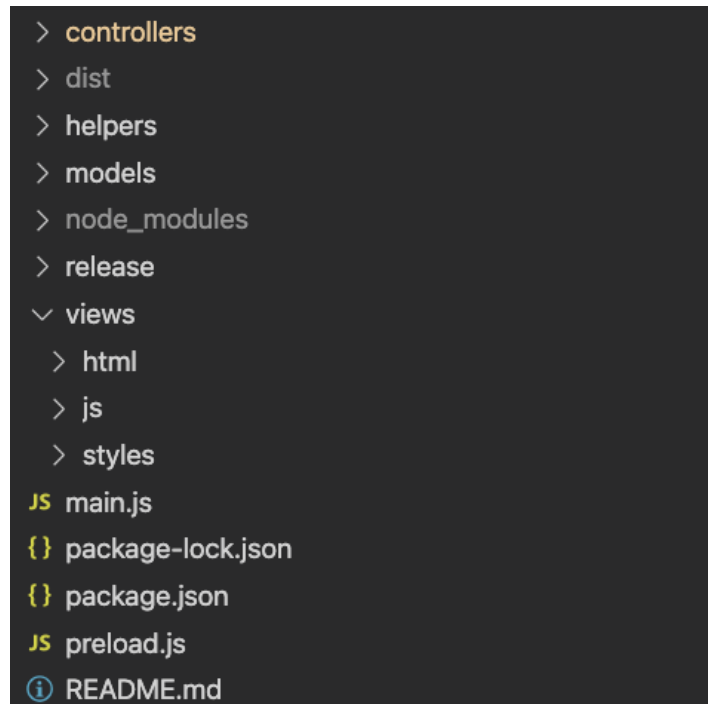 controllers
dist
helpers
models
node_modules
release
views
html
js
styles
JS main.js
{} package-lock.json
{} package.json
JS preload.js
README.md